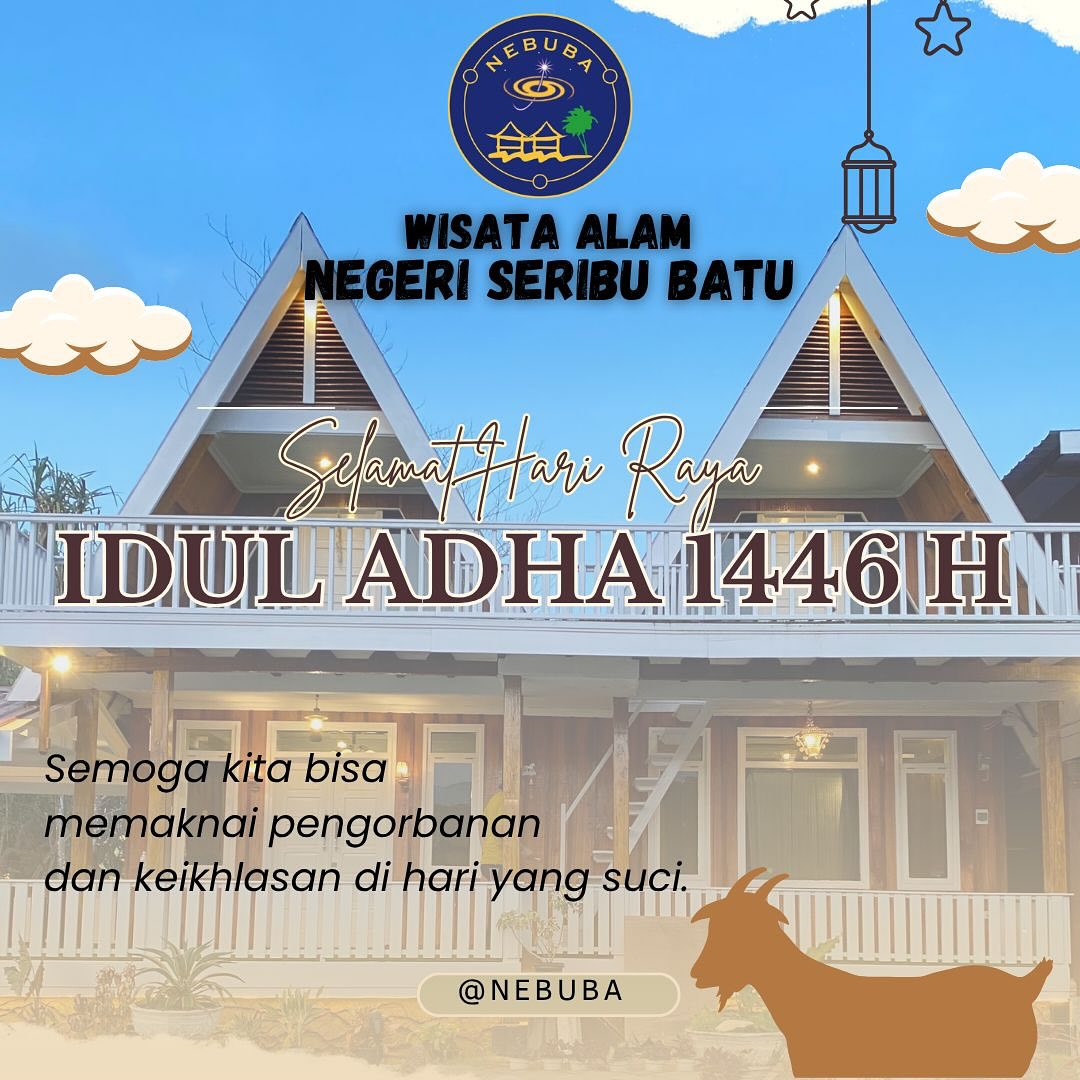 NEBUBA
WISATA ALAM
NEGERI SERIBU BATU
Selamat Hari Raya
IDUL ADHA 1446 H
Semoga kita bisa
memaknai pengorbanan
dan keikhlasan di hari yang suci.
@NEBUBA